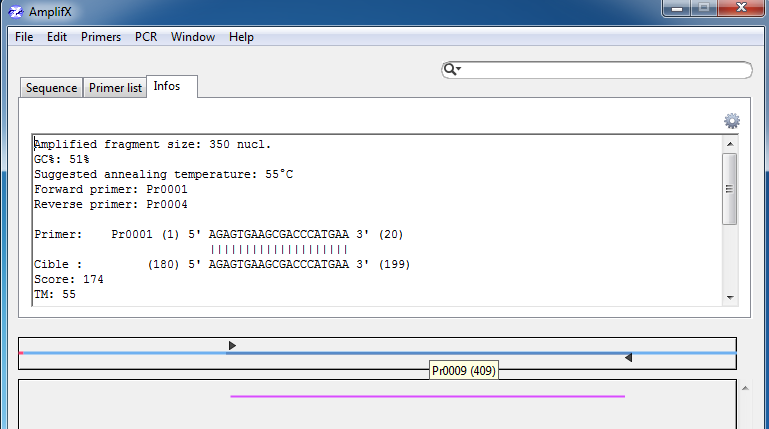 AmplifX
File Edit Primers PCR Window Help
Sequence Primer list Infos
Amplified fragment size: 350 nucl.
GC%: 51%
Suggested annealing temperature: 55°C
Forward primer: Pr0001
Reverse primer: Pr0004
Primer: Pr0001 (1) 5' AGAGTGAAGCGACCCATGAA 3' (20)
||||||||||||||||||||
Cible : (180) 5' AGAGTGAAGCGACCCATGAA 3' (199)
Score: 174
TM: 55
Pr0009 (409)